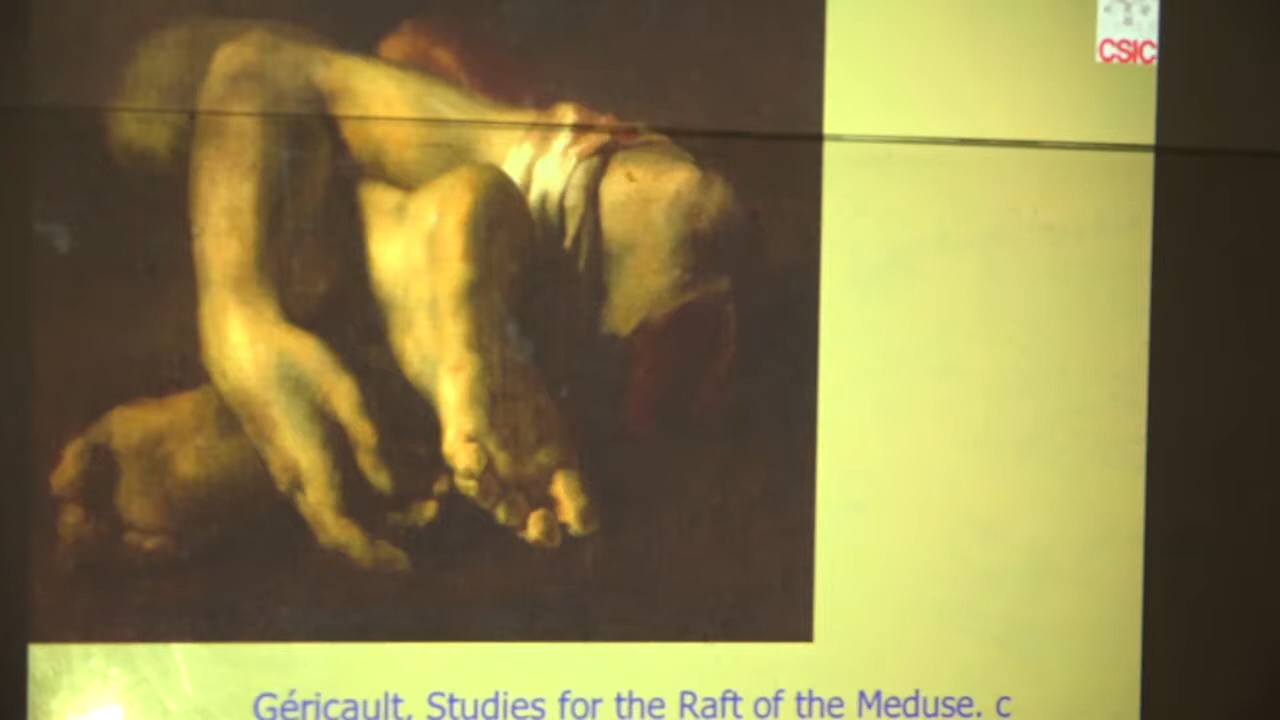 CSIC
Géricault, Studies for the Raft of the Meduse. c